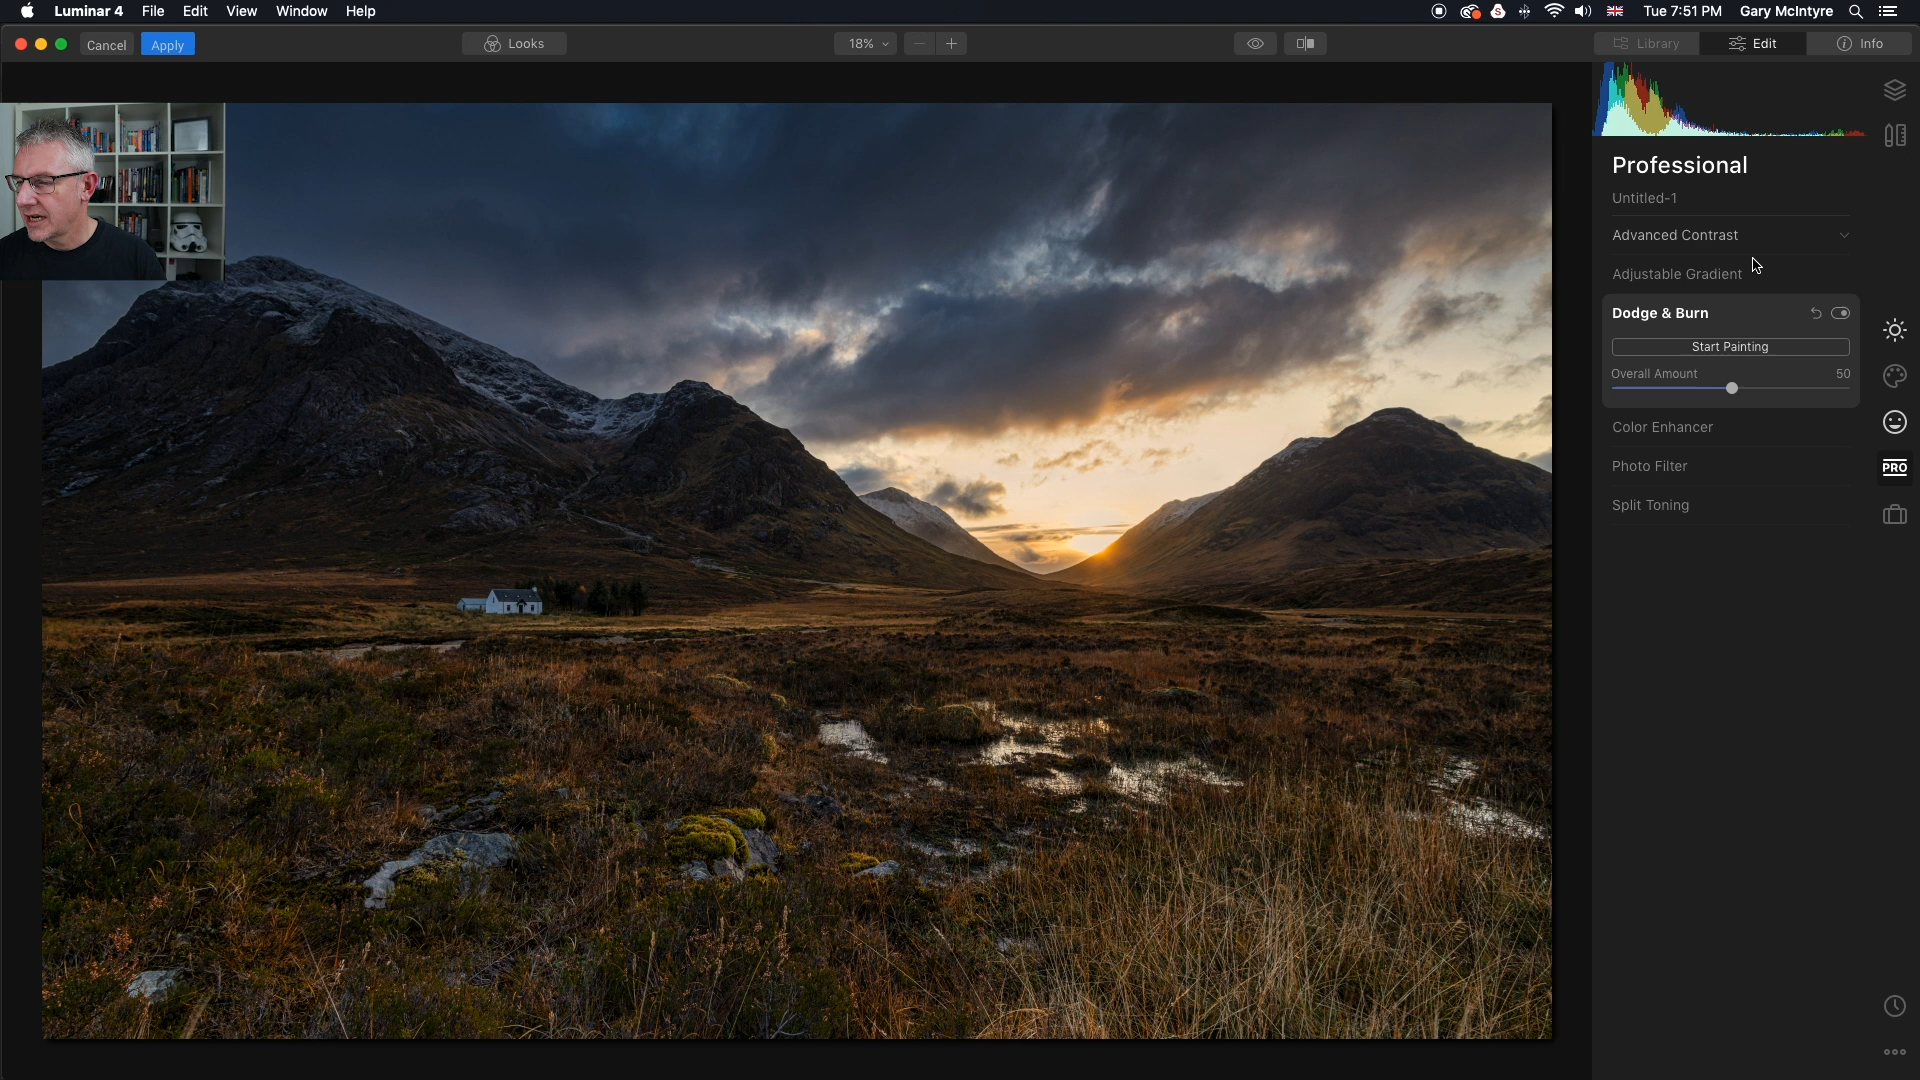 Luminar 4 File Edit View Window Help Tue 7:51 PM Gary McIntyre
Cancel Apply Looks 18% Library Edit Info
Professional
Untitled-1
Advanced Contrast
Adjustable Gradient
Dodge & Burn
Start Painting
Overall Amount 50
Color Enhancer
PRO
Photo Filter
Split Toning